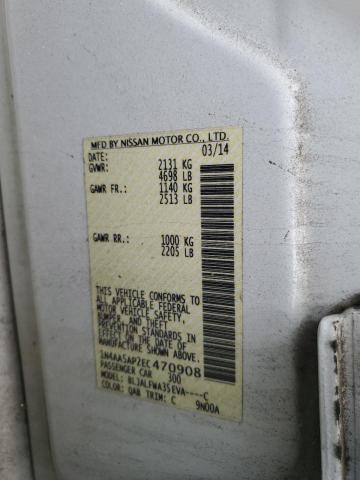 MFD BY NISSAN MOTOR CO., LTD.
DATE: 03/14
GVWR: 2131 KG
4698 LB
GAWR FR.: 1140 KG
2513 LB
GAWR RR.: 1000 KG
2205 LB
THIS VEHICLE CONFORMS TO ALL
APPLICABLE FEDERAL
MOTOR VEHICLE SAFETY,
BUMPER, AND THEFT
PREVENTION STANDARDS IN
EFFECT ON THE DATE OF
MANUFACTURE SHOWN ABOVE.
1N4AA5AP7EC470908
PASSENGER CAR 300
MODEL: BLJALFWA35EVA----C
COLOR: QAB TRIM: C 9N00A